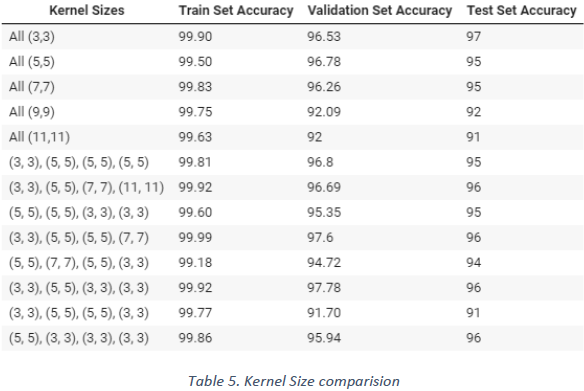 Kernel Sizes Train Set Accuracy Validation Set Accuracy Test Set Accuracy
All (3,3) 99.90 96.53 97
All (5,5) 99.50 96.78 95
All (7,7) 99.83 96.26 95
All (9,9) 99.75 92.09 92
All (11,11) 99.63 92 91
(3, 3), (5, 5), (5, 5), (5, 5) 99.81 96.8 95
(3, 3), (5, 5), (7, 7), (11, 11) 99.92 96.69 96
(5, 5), (5, 5), (3, 3), (3, 3) 99.60 95.35 95
(3, 3), (5, 5), (5, 5), (7, 7) 99.99 97.6 96
(5, 5), (7, 7), (5, 5), (3, 3) 99.18 94.72 94
(3, 3), (5, 5), (3, 3), (3, 3) 99.92 97.78 96
(3, 3), (5, 5), (5, 5), (3, 3) 99.77 91.70 91
(5, 5), (3, 3), (3, 3), (3, 3) 99.86 95.94 96
Table 5. Kernel Size comparision